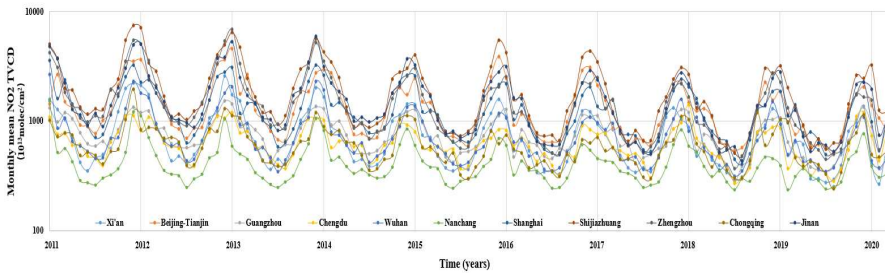 10000
1000
100
Monthly mean NO2 TVCD
(10¹³molec/cm²)
Xi'an
Beijing-Tianjin
Guangzhou
Chengdu
Wuhan
Nanchang
Shanghai
Shijiazhuang
Zhengzhou
Chongqing
Jinan
2011 2012 2013 2014 2015 2016 2017 2018 2019 2020
Time (years)